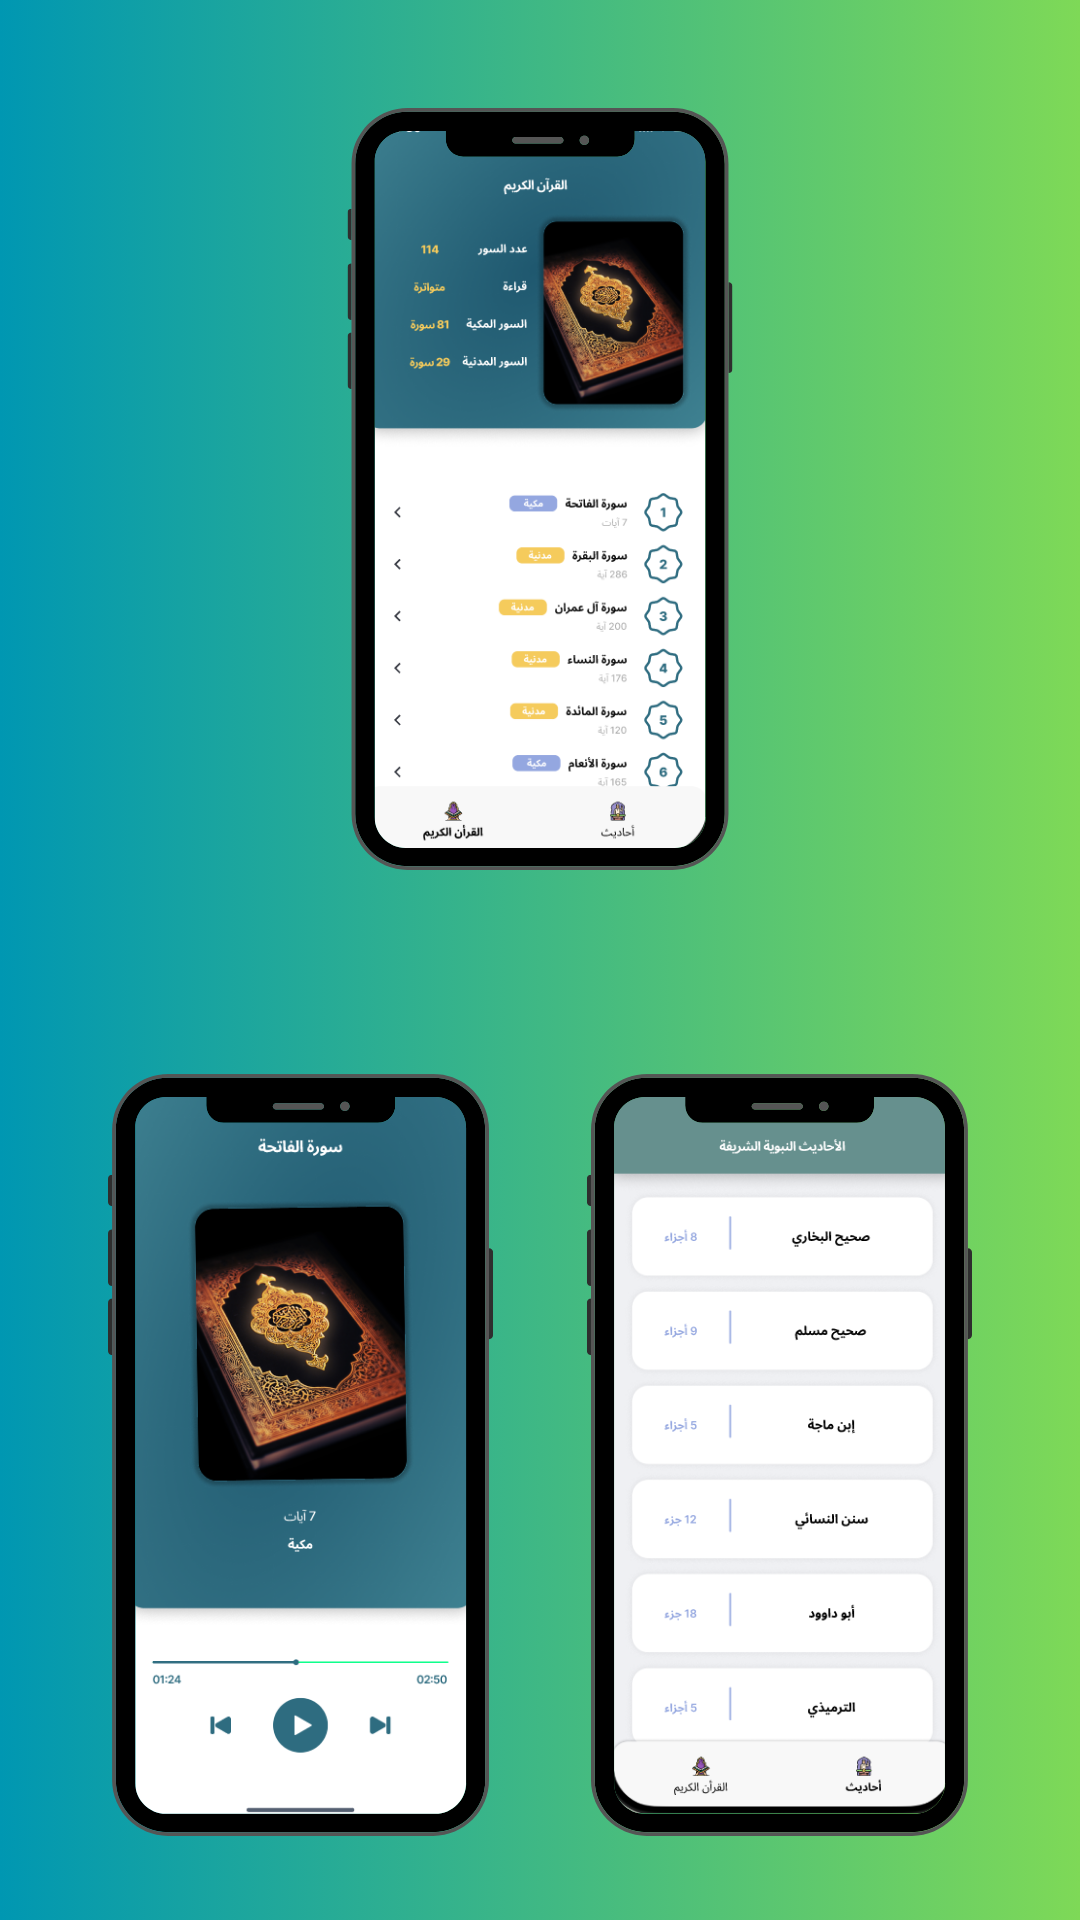 القرآن الكريم
عدد السور 114
قراءة متواترة
السور المكية 81 سورة
السور المدنية 29 سورة
1 سورة الفاتحة مكية
7 آيات
2 سورة البقرة مدنية
286 آية
3 سورة آل عمران مدنية
200 آية
4 سورة النساء مدنية
176 آية
5 سورة المائدة مدنية
120 آية
6 سورة الأنعام مكية
165 آية
أحاديث القرأن الكريم
سورة الفاتحة
7 آيات
مكية
01:24 02:50
الأحاديث النبوية الشريفة
صحيح البخاري 8 أجزاء
صحيح مسلم 9 أجزاء
إبن ماجة 5 أجزاء
سنن النسائي 12 جزء
أبو داوود 18 جزء
الترميذي 5 أجزاء
أحاديث القرأن الكريم